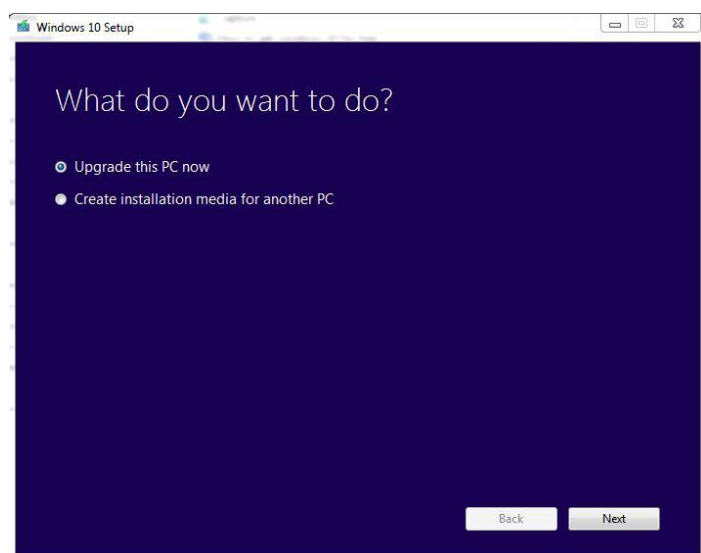 Windows 10 Setup
What do you want to do?
Upgrade this PC now
Create installation media for another PC
Back
Next